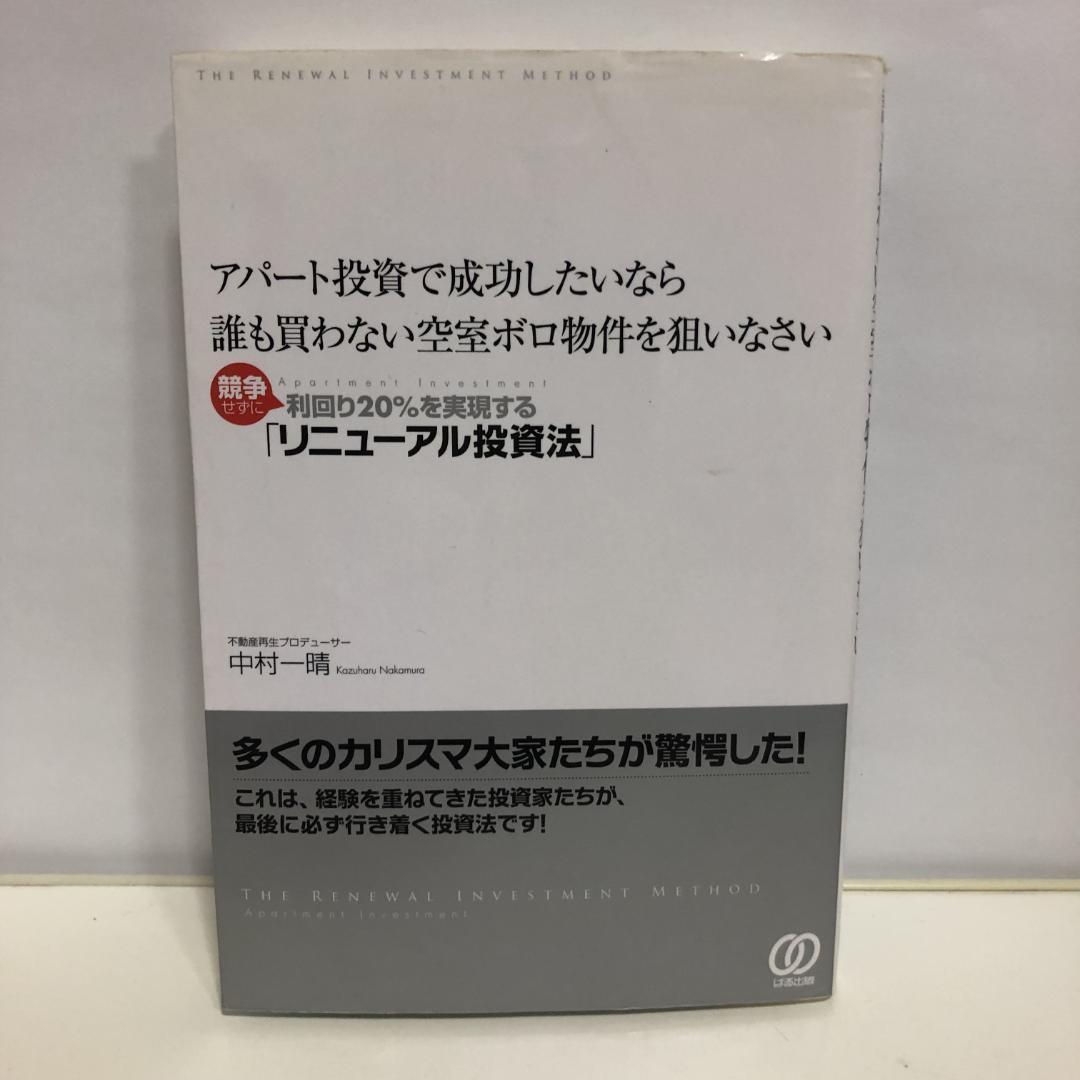 THE RENEWAL INVESTMENT METHOD
アパート投資で成功したいなら
誰も買わない空室ボロ物件を狙いなさい
競争
せずに
Apartment Investment
利回り20%を実現する
「リニューアル投資法」
不動産再生プロデューサー
中村一晴 Kazuharu Nakamura
多くのカリスマ大家たちが驚愕した!
これは、経験を重ねてきた投資家たちが、
最後に必ず行き着く投資法です!
THE RENEWAL INVESTMENT METHOD
Apartment Investment
ぱる出版